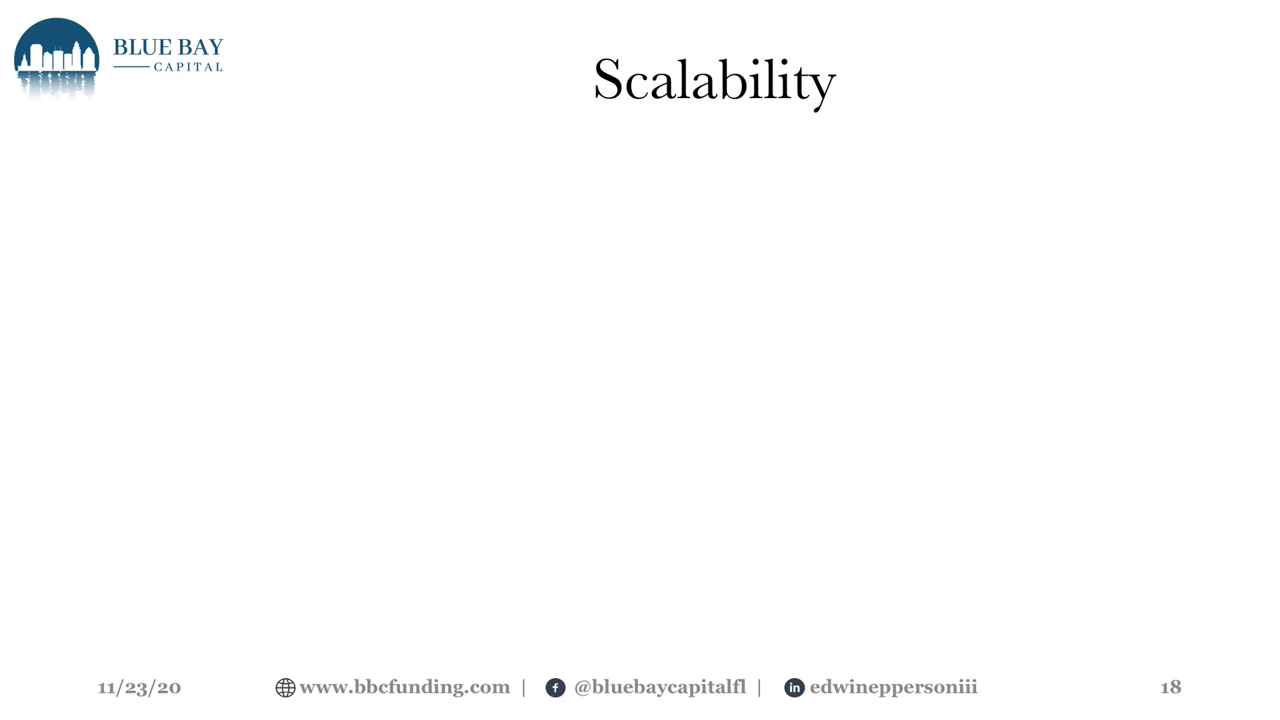 BLUE BAY
CAPITAL
Scalability
11/23/20 www.bbcfunding.com | @bluebaycapitalfl | edwineppersoniii 18